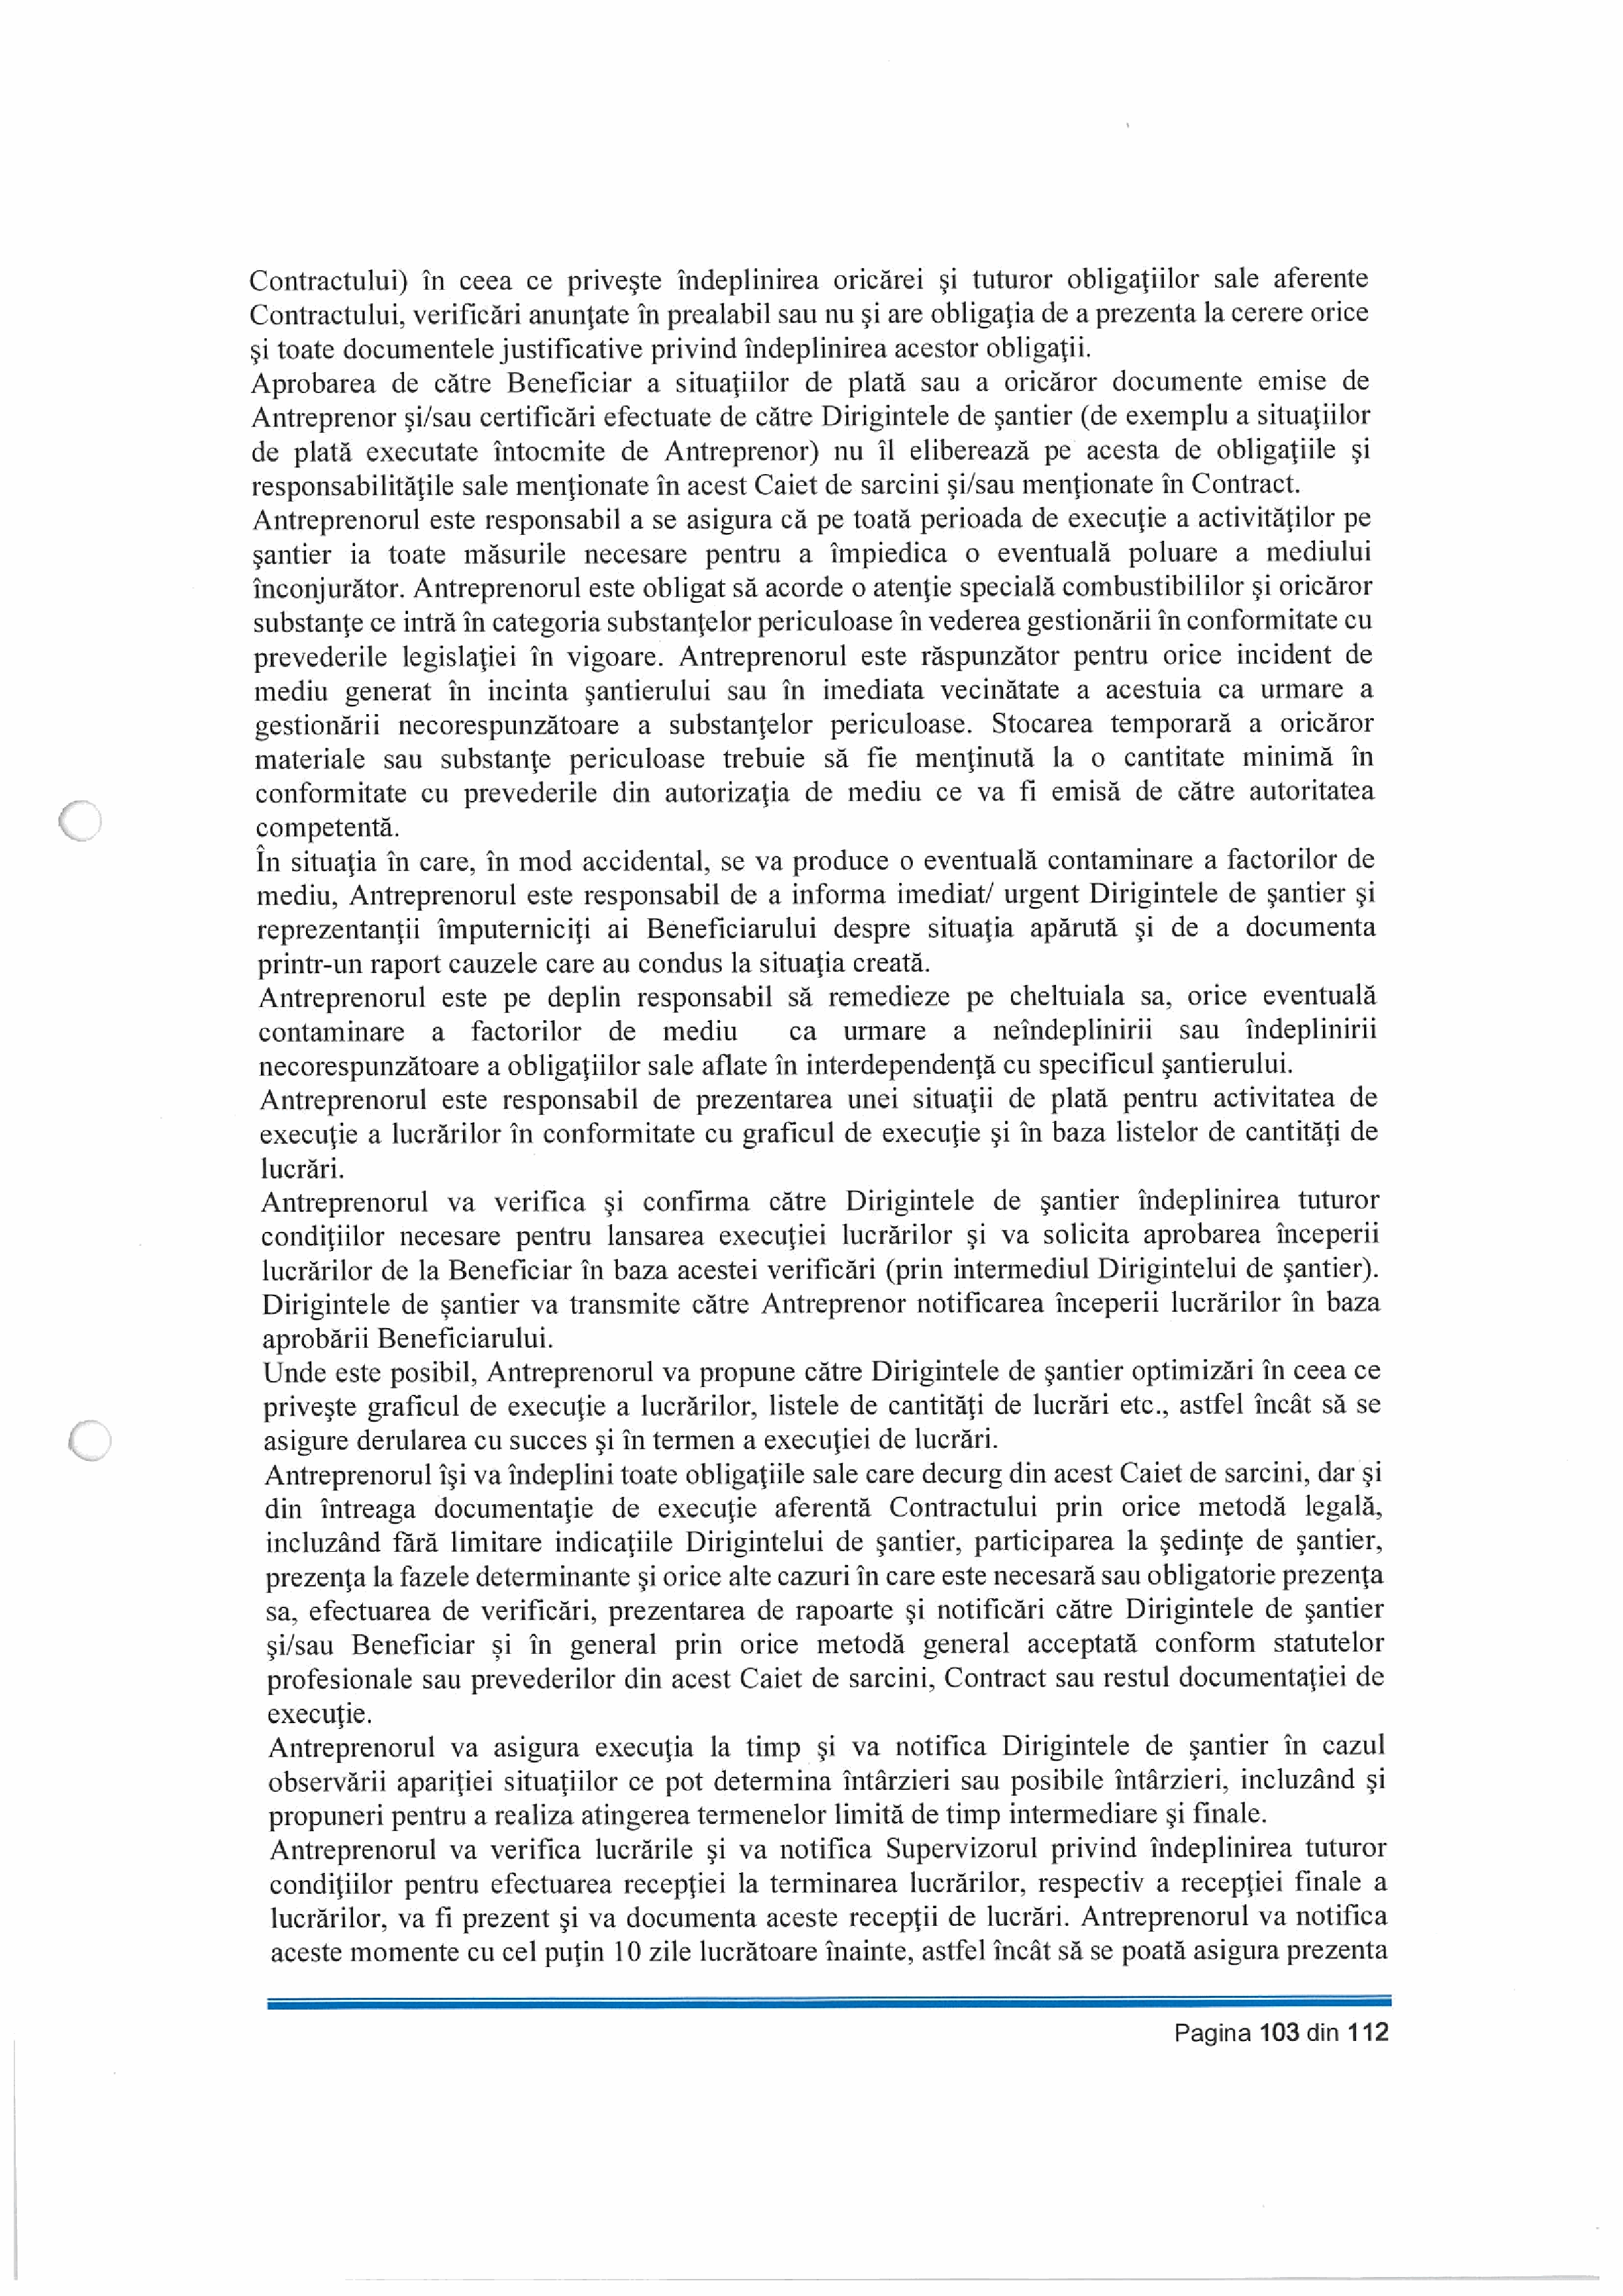 Contractului) în ceea ce priveşte îndeplinirea oricărei şi tuturor obligaţiilor sale aferente
Contractului, verificări anunţate în prealabil sau nu şi are obligaţia de a prezenta la cerere orice
şi toate documentele justificative privind îndeplinirea acestor obligaţii.
Aprobarea de către Beneficiar a situaţiilor de plată sau a oricăror documente emise de
Antreprenor şi/sau certificări efectuate de către Dirigintele de şantier (de exemplu a situaţiilor
de plată executate întocmite de Antreprenor) nu îl eliberează pe acesta de obligaţiile şi
responsabilităţile sale menţionate în acest Caiet de sarcini şi/sau menţionate în Contract.
Antreprenorul este responsabil a se asigura că pe toată perioada de execuţie a activităţilor pe
şantier ia toate măsurile necesare pentru a împiedica o eventuală poluare a mediului
înconjurător. Antreprenorul este obligat să acorde o atenţie specială combustibililor şi oricăror
substanţe ce intră în categoria substanţelor periculoase în vederea gestionării în conformitate cu
prevederile legislaţiei în vigoare. Antreprenorul este răspunzător pentru orice incident de
mediu generat în incinta şantierului sau în imediata vecinătate a acestuia ca urmare a
gestionării necorespunzătoare a substanţelor periculoase. Stocarea temporară a oricăror
materiale sau substanţe periculoase trebuie să fie menţinută la o cantitate minimă în
conformitate cu prevederile din autorizaţia de mediu ce va fi emisă de către autoritatea
competentă.
În situaţia în care, în mod accidental, se va produce o eventuală contaminare a factorilor de
mediu, Antreprenorul este responsabil de a informa imediat/ urgent Dirigintele de şantier şi
reprezentanţii împuterniciţi ai Beneficiarului despre situaţia apărută şi de a documenta
printr-un raport cauzele care au condus la situaţia creată.
Antreprenorul este pe deplin responsabil să remedieze pe cheltuiala sa, orice eventuală
contaminare a factorilor de mediu ca urmare a neîndeplinirii sau îndeplinirii
necorespunzătoare a obligaţiilor sale aflate în interdependenţă cu specificul şantierului.
Antreprenorul este responsabil de prezentarea unei situaţii de plată pentru activitatea de
execuţie a lucrărilor în conformitate cu graficul de execuţie şi în baza listelor de cantităţi de
lucrări.
Antreprenorul va verifica şi confirma către Dirigintele de şantier îndeplinirea tuturor
condiţiilor necesare pentru lansarea execuţiei lucrărilor şi va solicita aprobarea începerii
lucrărilor de la Beneficiar în baza acestei verificări (prin intermediul Dirigintelui de şantier).
Dirigintele de şantier va transmite către Antreprenor notificarea începerii lucrărilor în baza
aprobării Beneficiarului.
Unde este posibil, Antreprenorul va propune către Dirigintele de şantier optimizări în ceea ce
priveşte graficul de execuţie a lucrărilor, listele de cantităţi de lucrări etc., astfel încât să se
asigure derularea cu succes şi în termen a execuţiei de lucrări.
Antreprenorul îşi va îndeplini toate obligaţiile sale care decurg din acest Caiet de sarcini, dar şi
din întreaga documentaţie de execuţie aferentă Contractului prin orice metodă legală,
incluzând fără limitare indicaţiile Dirigintelui de şantier, participarea la şedinţe de şantier,
prezenţa la fazele determinante şi orice alte cazuri în care este necesară sau obligatorie prezenţa
sa, efectuarea de verificări, prezentarea de rapoarte şi notificări către Dirigintele de şantier
şi/sau Beneficiar şi în general prin orice metodă general acceptată conform statutelor
profesionale sau prevederilor din acest Caiet de sarcini, Contract sau restul documentaţiei de
execuţie.
Antreprenorul va asigura execuţia la timp şi va notifica Dirigintele de şantier în cazul
observării apariţiei situaţiilor ce pot determina întârzieri sau posibile întârzieri, incluzând şi
propuneri pentru a realiza atingerea termenelor limită de timp intermediare şi finale.
Antreprenorul va verifica lucrările şi va notifica Supervizorul privind îndeplinirea tuturor
condiţiilor pentru efectuarea recepţiei la terminarea lucrărilor, respectiv a recepţiei finale a
lucrărilor, va fi prezent şi va documenta aceste recepţii de lucrări. Antreprenorul va notifica
aceste momente cu cel puţin 10 zile lucrătoare înainte, astfel încât să se poată asigura prezenta
Pagina 103 din 112